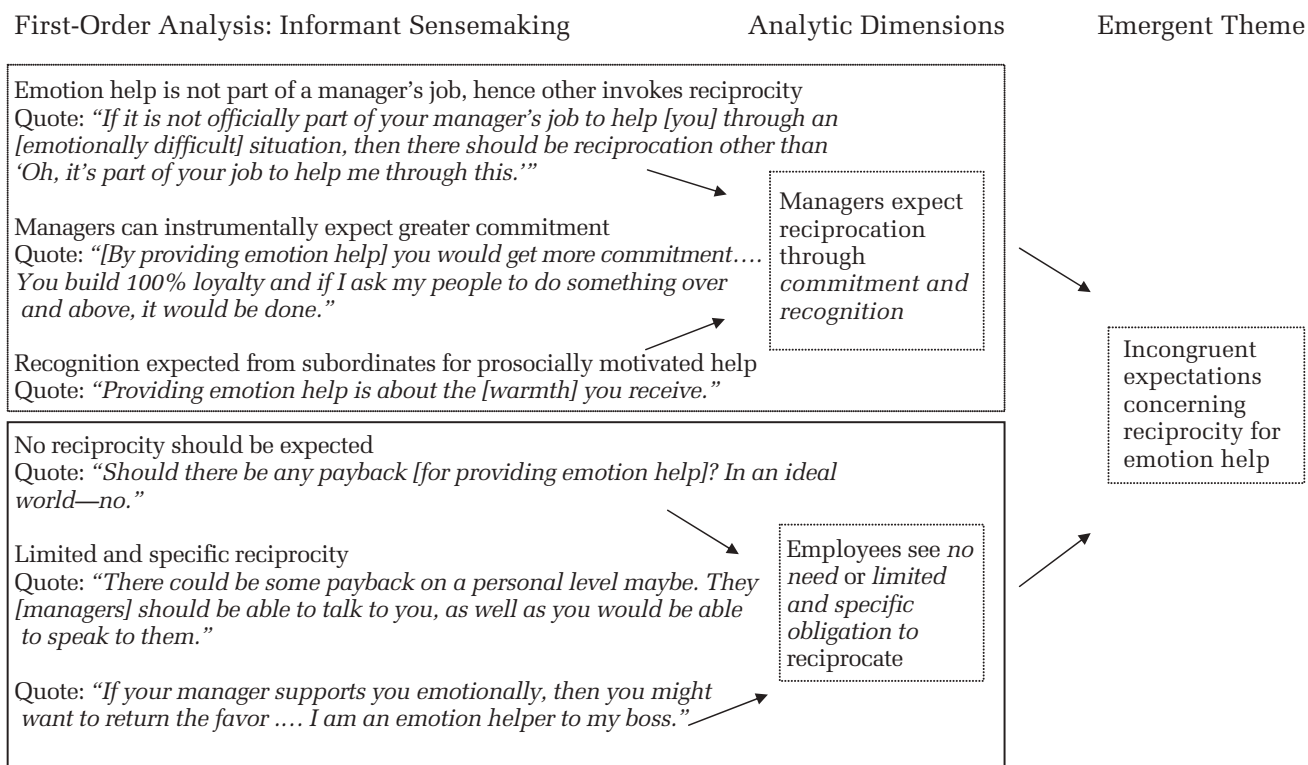 First-Order Analysis: Informant Sensemaking
Analytic Dimensions
Emergent Theme
Emotion help is not part of a manager’s job, hence other invokes reciprocity
Quote: “If it is not officially part of your manager’s job to help [you] through an
[emotionally difficult] situation, then there should be reciprocation other than
‘Oh, it’s part of your job to help me through this.’”
Managers can instrumentally expect greater commitment
Quote: “[By providing emotion help] you would get more commitment….
You build 100% loyalty and if I ask my people to do something over
and above, it would be done.”
Recognition expected from subordinates for prosocially motivated help
Quote: “Providing emotion help is about the [warmth] you receive.”
Managers expect
reciprocation
through
commitment and
recognition
No reciprocity should be expected
Quote: “Should there be any payback [for providing emotion help]? In an ideal
world—no.”
Limited and specific reciprocity
Quote: “There could be some payback on a personal level maybe. They
[managers] should be able to talk to you, as well as you would be able
to speak to them.”
Quote: “If your manager supports you emotionally, then you might
want to return the favor …. I am an emotion helper to my boss.”
Employees see no
need or limited
and specific
obligation to
reciprocate
Incongruent
expectations
concerning
reciprocity for
emotion help